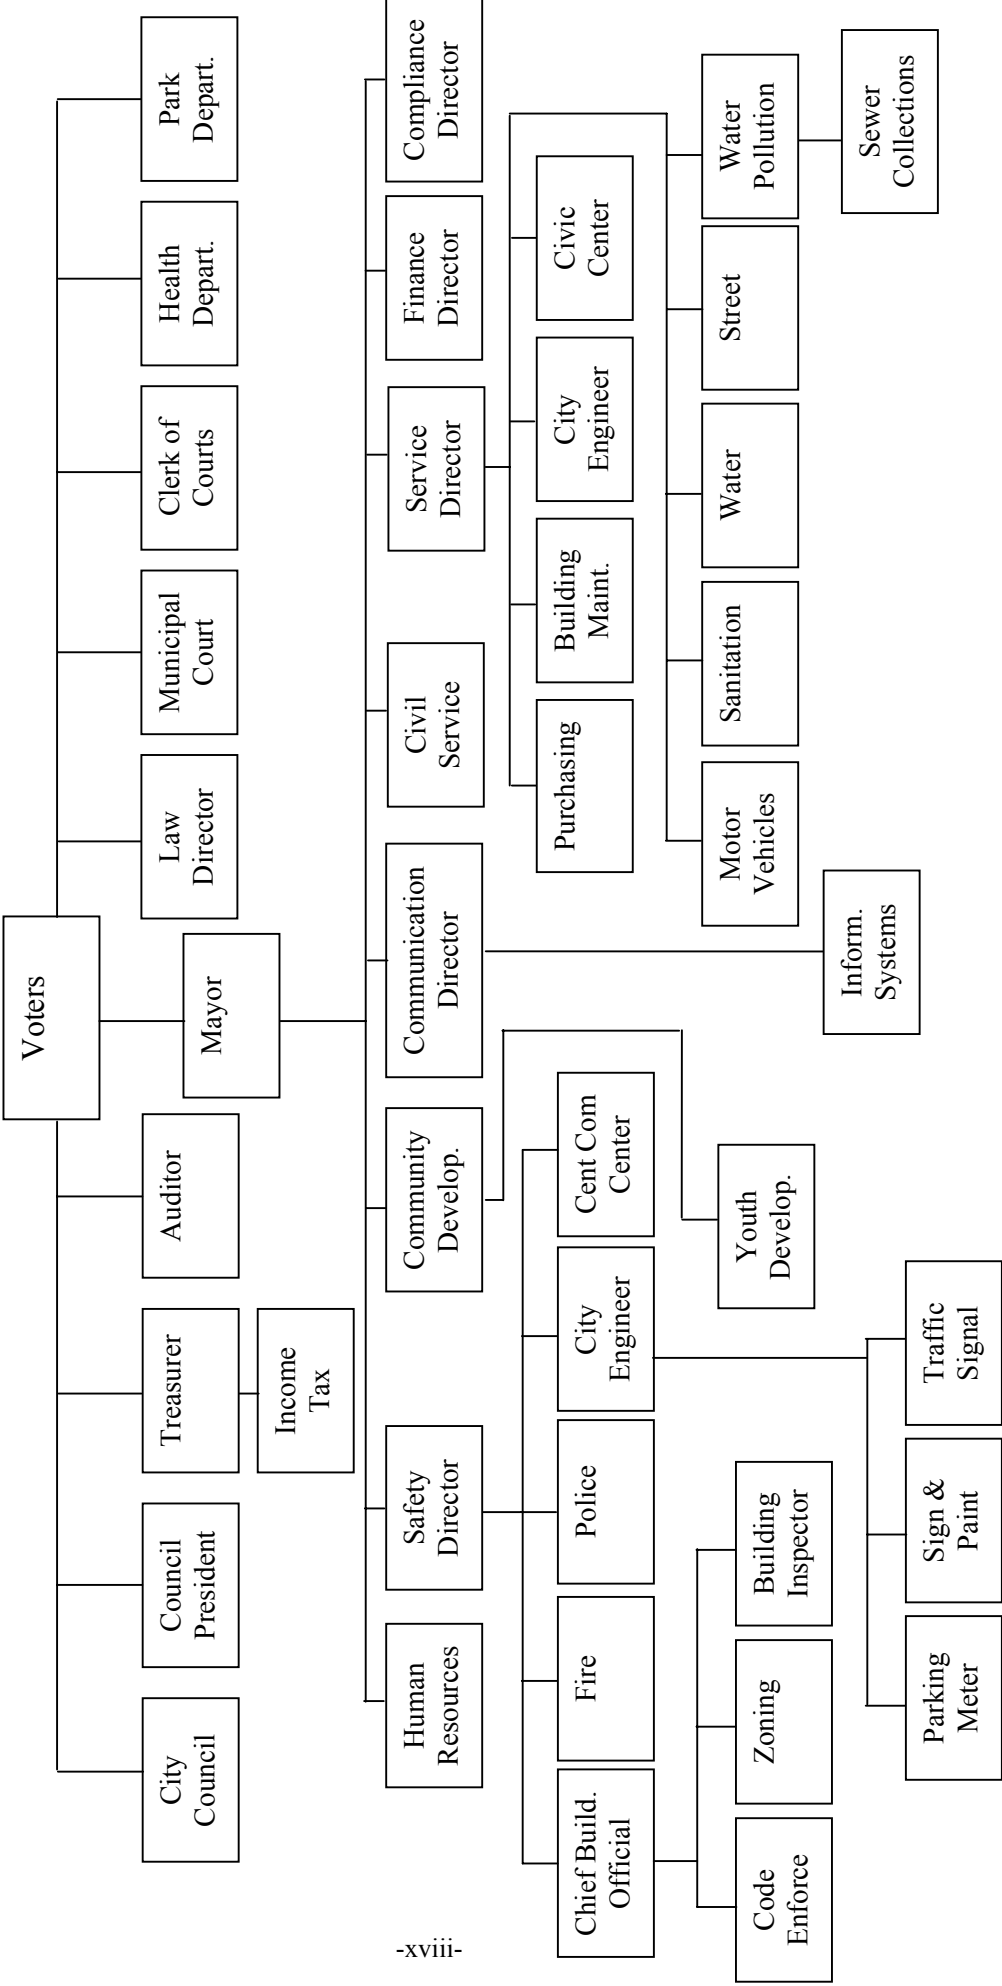 Voters
City
Council
Council
President
Treasurer
Auditor
Mayor
Law
Director
Municipal
Court
Clerk of
Courts
Health
Depart.
Park
Depart.
Income
Tax
Human
Resources
Safety
Director
Community
Develop.
Communication
Director
Civil
Service
Service
Director
Finance
Director
Compliance
Director
Chief Build.
Official
Fire
Police
City
Engineer
Cent Com
Center
Purchasing
Building
Maint.
City
Engineer
Civic
Center
Code
Enforce
Zoning
Building
Inspector
Youth
Develop.
Motor
Vehicles
Sanitation
Water
Street
Water
Pollution
Parking
Meter
Sign &
Paint
Traffic
Signal
Inform.
Systems
Sewer
Collections
-xviii-